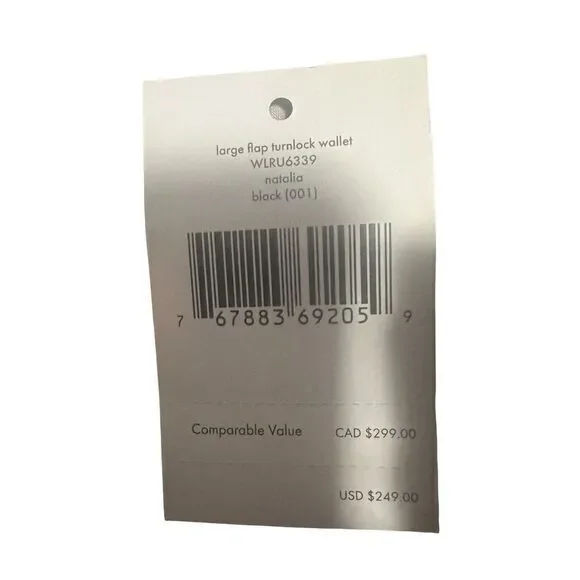 large flap turnlock wallet
WLRU6339
natalia
black (001)
7 67883 69205 9
Comparable Value CAD $299.00
USD $249.00